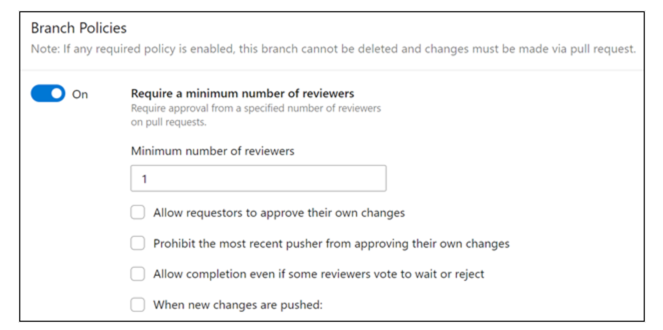 Branch Policies
Note: If any required policy is enabled, this branch cannot be deleted and changes must be made via pull request.
On
Require a minimum number of reviewers
Require approval from a specified number of reviewers
on pull requests.
Minimum number of reviewers
1
Allow requestors to approve their own changes
Prohibit the most recent pusher from approving their own changes
Allow completion even if some reviewers vote to wait or reject
When new changes are pushed: